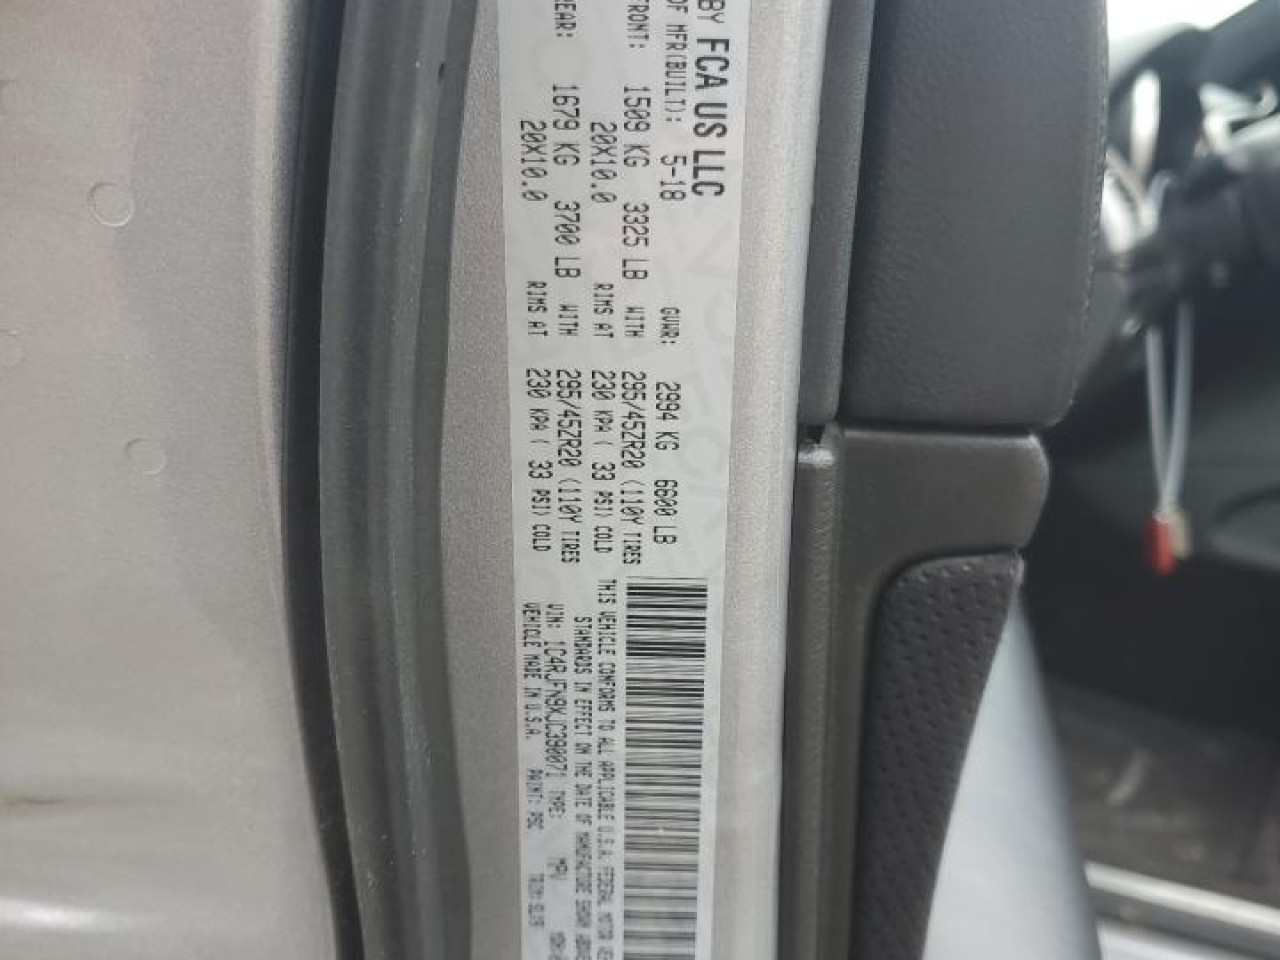 BY FCA US LLC
OF MFR(BUILT): 5-18 GVWR: 2994 KG 6600 LB
FRONT: 1509 KG 3325 LB WITH 295/45ZR20 (110Y TIRES
20X10.0 RIMS AT 230 KPA ( 33 PSI) COLD
REAR: 1679 KG 3700 LB WITH 295/45ZR20 (110Y TIRES
20X10.0 RIMS AT 230 KPA ( 33 PSI) COLD
THIS VEHICLE CONFORMS TO ALL APPLICABLE U.S.A. FEDERAL MOTOR
STANDARDS IN EFFECT ON THE DATE OF MANUFACTURE SHOWN ABOVE
VIN: 1C4RJFN9XJC390071 TYPE: MPV
VEHICLE MADE IN U.S.A. PAINT: PSC TRIM: